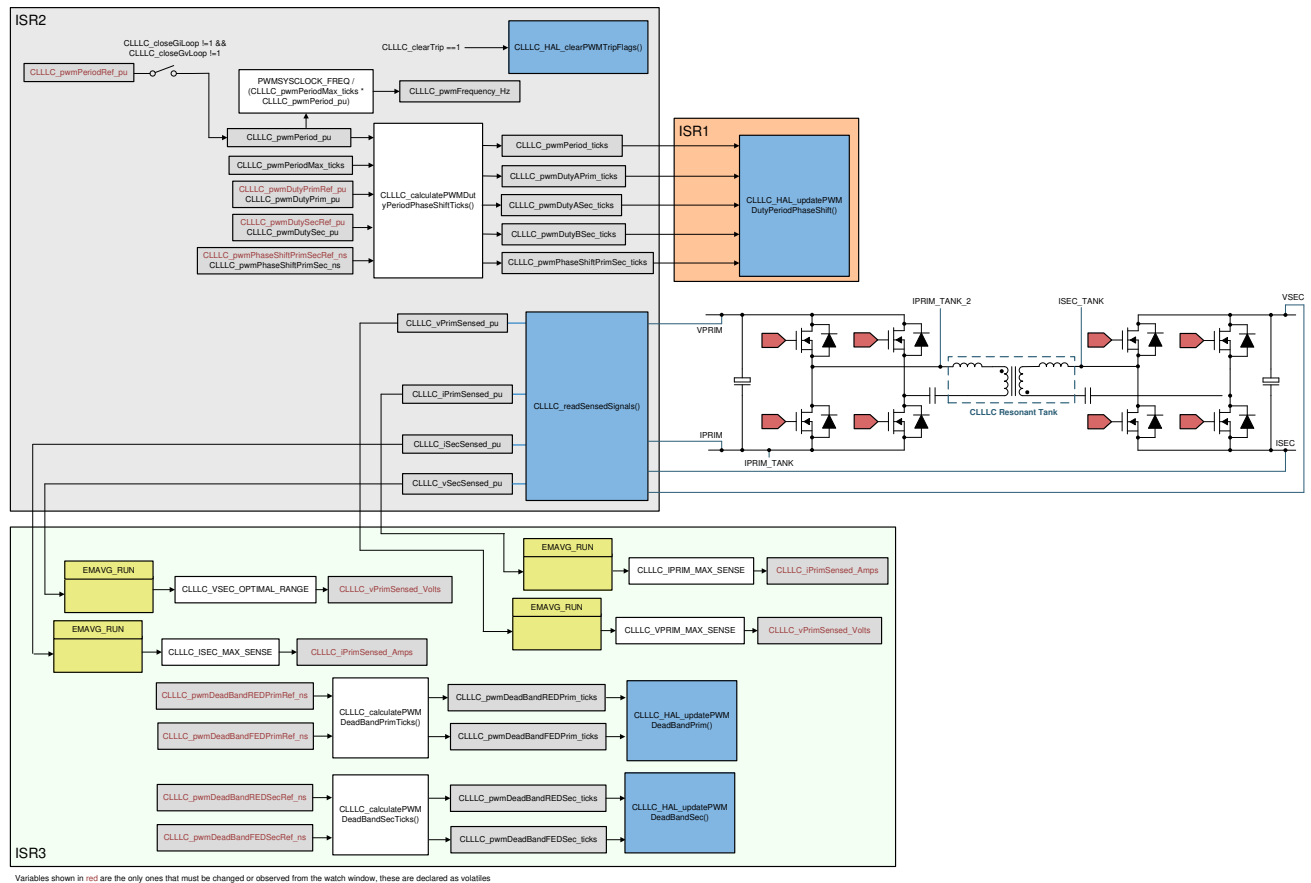 ISR2
CLLLC_closeGiLoop !=1 &&
CLLLC_closeGvLoop !=1
CLLLC_clearTrip ==1
CLLLC_HAL_clearPWMTripFlags()
CLLLC_pwmPeriodRef_pu
PWMSYSCLOCK_FREQ /
(CLLLC_pwmPeriodMax_ticks *
CLLLC_pwmPeriod_pu)
CLLLC_pwmFrequency_Hz
CLLLC_pwmPeriod_pu
CLLLC_pwmPeriodMax_ticks
CLLLC_pwmDutyPrimRef_pu
CLLLC_pwmDutyPrim_pu
CLLLC_pwmDutySecRef_pu
CLLLC_pwmDutySec_pu
CLLLC_pwmPhaseShiftPrimSecRef_ns
CLLLC_pwmPhaseShiftPrimSec_ns
CLLLC_calculatePWMDut
yPeriodPhaseShiftTicks()
CLLLC_pwmPeriod_ticks
CLLLC_pwmDutyAPrim_ticks
CLLLC_pwmDutyASec_ticks
CLLLC_pwmDutyBSec_ticks
CLLLC_pwmPhaseShiftPrimSec_ticks
ISR1
CLLLC_HAL_updatePWM
DutyPeriodPhaseShift()
CLLLC_vPrimSensed_pu
CLLLC_iPrimSensed_pu
CLLLC_iSecSensed_pu
CLLLC_vSecSensed_pu
CLLLC_readSensedSignals()
IPRIM_TANK_2
ISEC_TANK
VSEC
VPRIM
CLLLC Resonant Tank
IPRIM
IPRIM_TANK
ISEC
EMAVG_RUN
CLLLC_IPRIM_MAX_SENSE
CLLLC_iPrimSensed_Amps
EMAVG_RUN
CLLLC_VSEC_OPTIMAL_RANGE
CLLLC_vPrimSensed_Volts
EMAVG_RUN
CLLLC_VPRIM_MAX_SENSE
CLLLC_vPrimSensed_Volts
EMAVG_RUN
CLLLC_ISEC_MAX_SENSE
CLLLC_iPrimSensed_Amps
CLLLC_pwmDeadBandREDPrimRef_ns
CLLLC_pwmDeadBandFEDPrimRef_ns
CLLLC_calculatePWM
DeadBandPrimTicks()
CLLLC_pwmDeadBandREDPrim_ticks
CLLLC_pwmDeadBandFEDPrim_ticks
CLLLC_HAL_updatePWM
DeadBandPrim()
CLLLC_pwmDeadBandREDSecRef_ns
CLLLC_pwmDeadBandFEDSecRef_ns
CLLLC_calculatePWM
DeadBandSecTicks()
CLLLC_pwmDeadBandREDSec_ticks
CLLLC_pwmDeadBandFEDSec_ticks
CLLLC_HAL_updatePWM
DeadBandSec()
ISR3
Variables shown in red are the only ones that must be changed or observed from the watch window, these are declared as volatiles